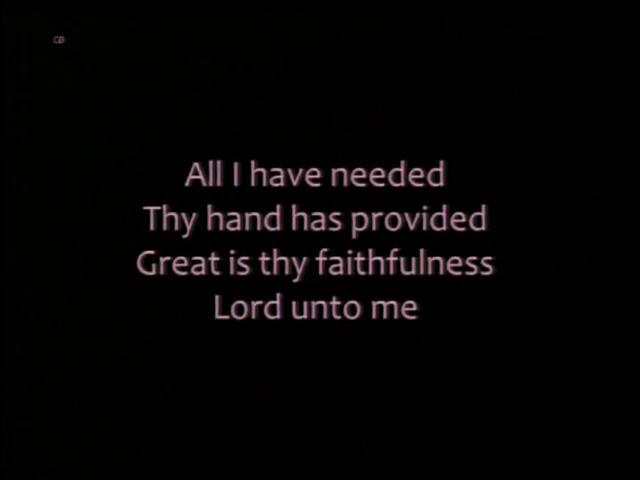 All I have needed
Thy hand has provided
Great is thy faithfulness
Lord unto me